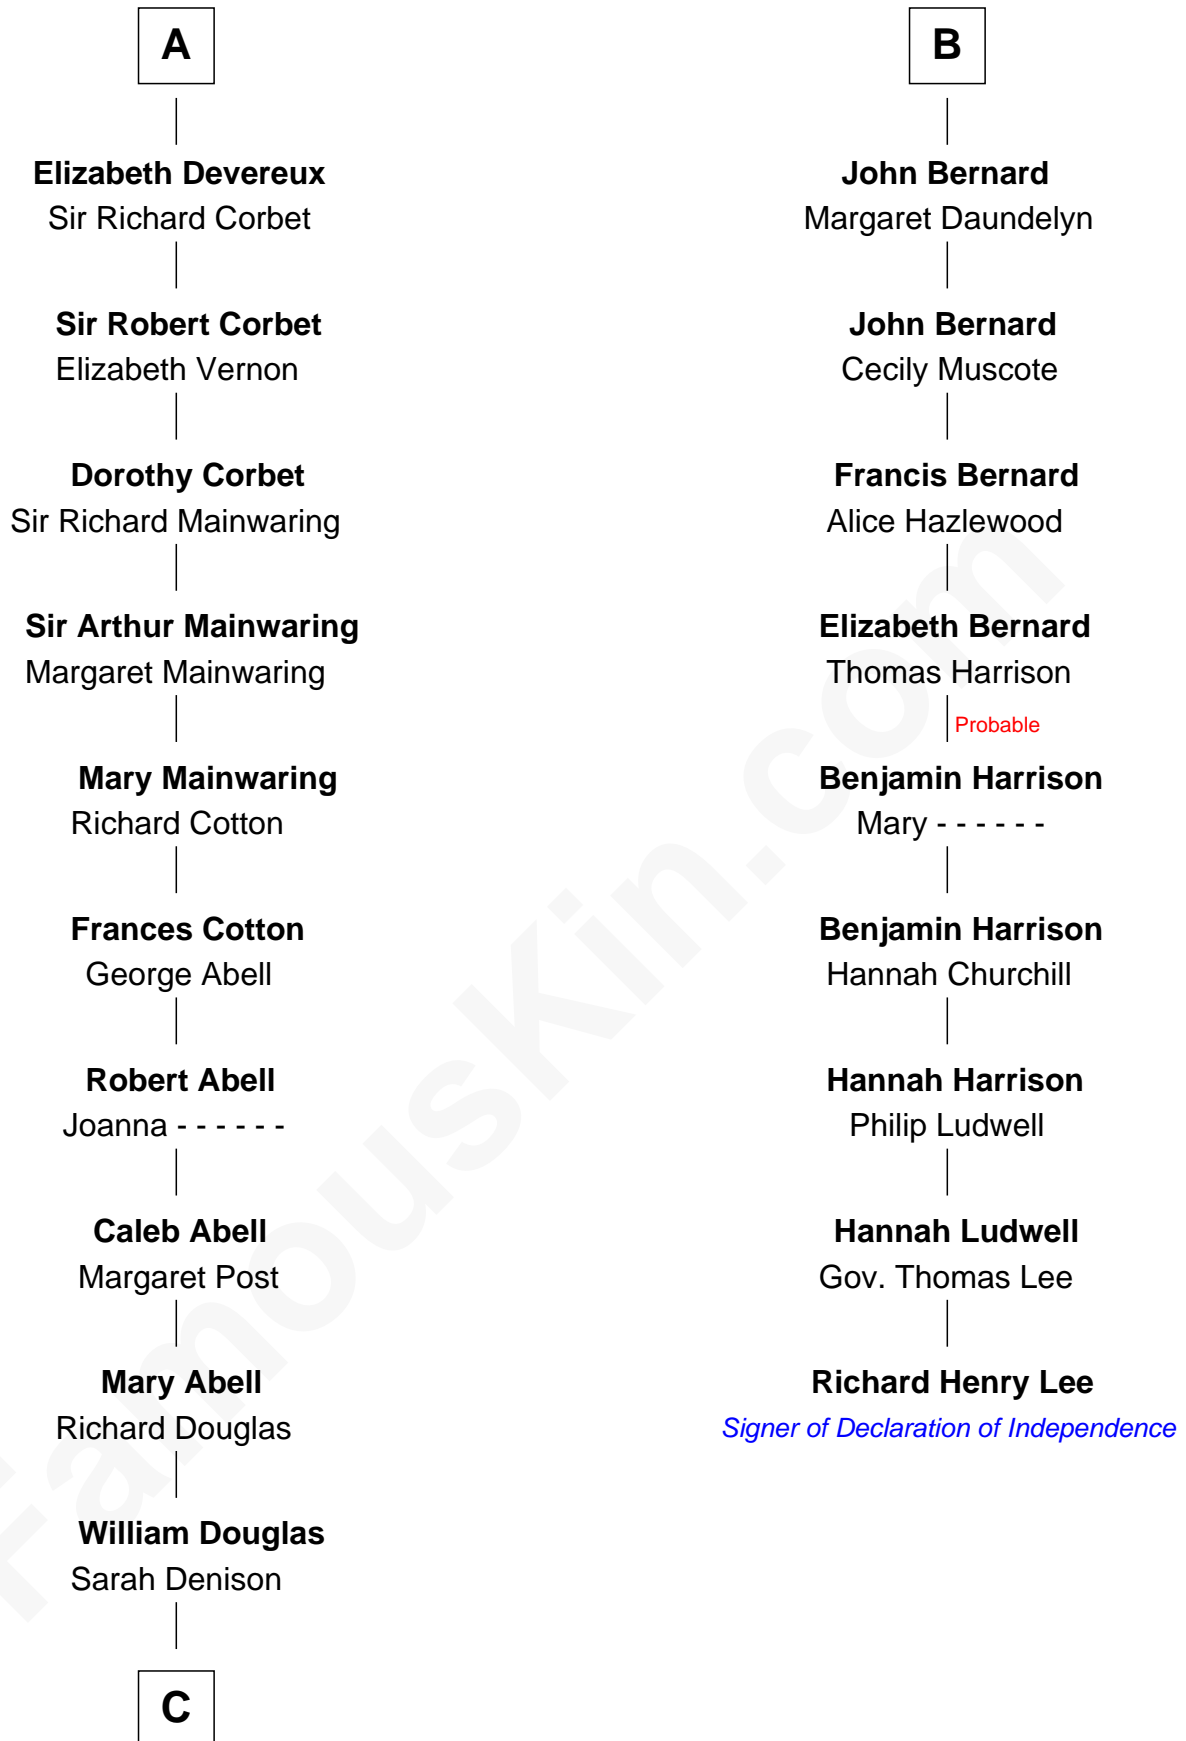 A
Elizabeth Devereux
Sir Richard Corbet
Sir Robert Corbet
Elizabeth Vernon
Dorothy Corbet
Sir Richard Mainwaring
Sir Arthur Mainwaring
Margaret Mainwaring
Mary Mainwaring
Richard Cotton
Frances Cotton
George Abell
Robert Abell
Joanna - - - - - -
Caleb Abell
Margaret Post
Mary Abell
Richard Douglas
William Douglas
Sarah Denison
C
B
John Bernard
Margaret Daundelyn
John Bernard
Cecily Muscote
Francis Bernard
Alice Hazlewood
Elizabeth Bernard
Thomas Harrison
Probable
Benjamin Harrison
Mary - - - - - -
Benjamin Harrison
Hannah Churchill
Hannah Harrison
Philip Ludwell
Hannah Ludwell
Gov. Thomas Lee
Richard Henry Lee
Signer of Declaration of Independence
FamousKin.com